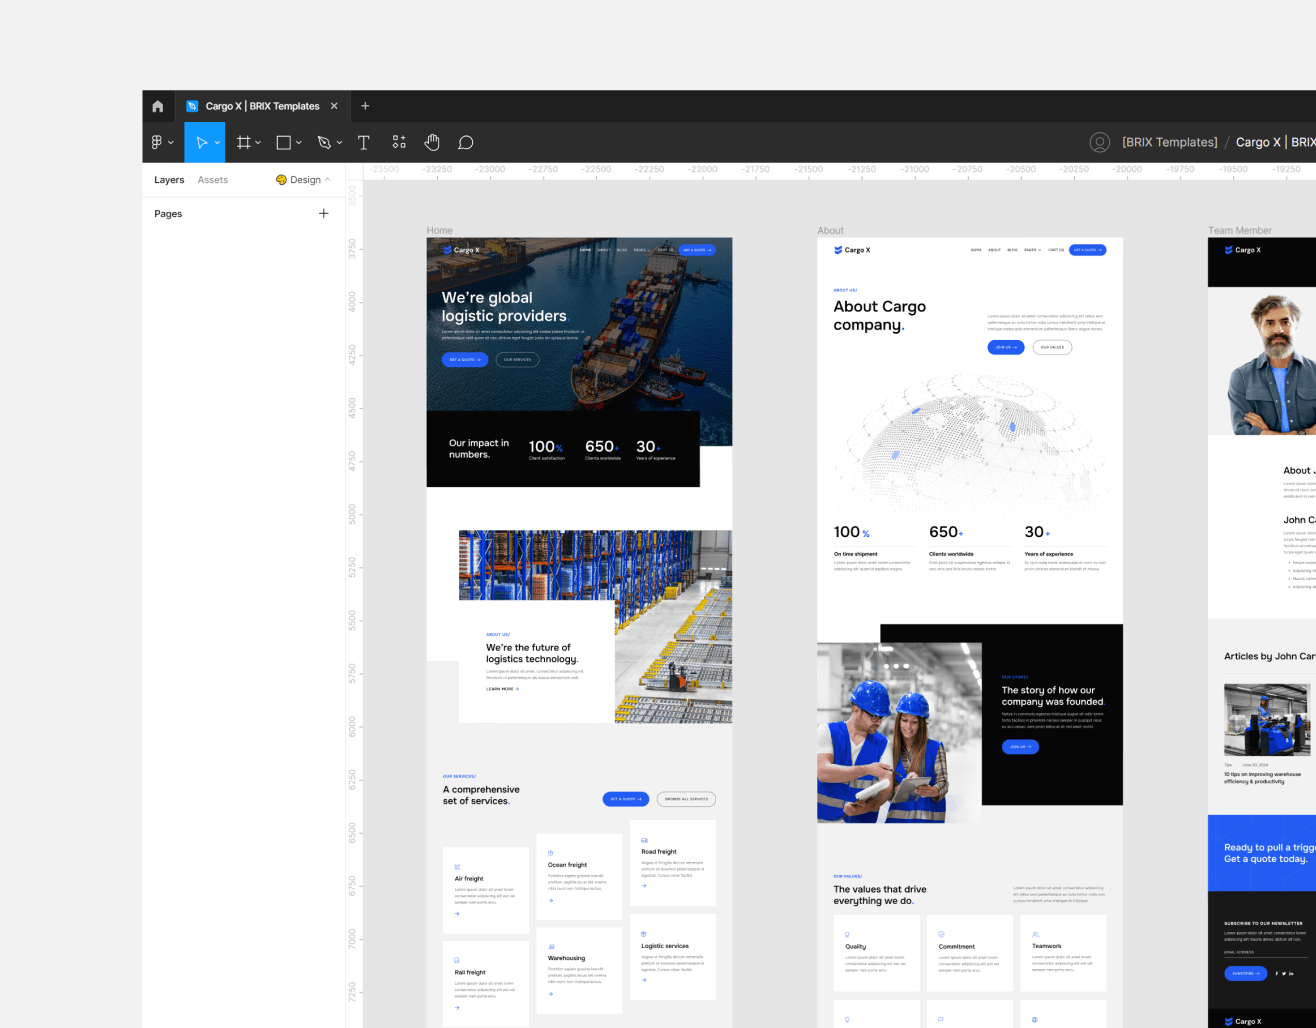 Cargo X | BRIX Templates
[BRIX Templates] / Cargo X | BRIX
Layers
Assets
Design
Pages
-23500 -23250 -23000 -22750 -22500 -22250 -22000 -21750 -21500 -21250 -21000 -20750 -20500 -20250 -20000 -19750 -19500 -19250
3500
3750
4000
4250
4500
4750
5000
5250
5500
5750
6000
6250
6500
6750
7000
7250
Home
Cargo X
HOME ABOUT BLOG PAGES CART (0) GET A QUOTE
We're global
logistic providers.
GET A QUOTE
OUR SERVICES
Our impact in
numbers.
100%
Client satisfaction
650+
Clients worldwide
30+
Years of experience
ABOUT US/
We're the future of
logistics technology.
LEARN MORE
OUR SERVICES/
A comprehensive
set of services.
GET A QUOTE
BROWSE ALL SERVICES
Air freight
Ocean freight
Road freight
Rail freight
Warehousing
Logistic services
About
Cargo X
HOME ABOUT BLOG PAGES CART (0) GET A QUOTE
ABOUT US/
About Cargo
company.
JOIN US
OUR VALUES
100%
On time shipment
650+
Clients worldwide
30+
Years of experience
OUR STORY/
The story of how our
company was founded.
JOIN US
OUR VALUES/
The values that drive
everything we do.
Quality
Commitment
Teamwork
Team Member
Cargo X
About J
John Ca
Articles by John Car
Tips
June 10, 2024
10 tips on improving warehouse
efficiency & productivity
Ready to pull a trigge
Get a quote today.
SUBSCRIBE TO OUR NEWSLETTER
EMAIL ADDRESS
SUBSCRIBE
Cargo X